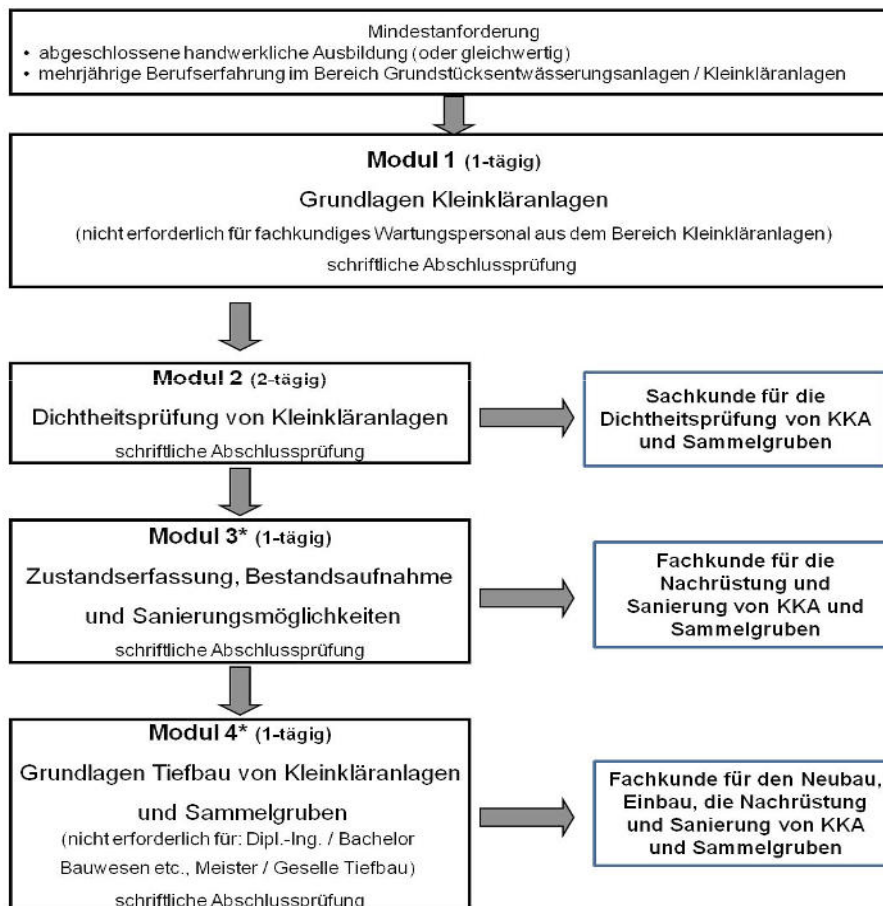 Mindestanforderung
• abgeschlossene handwerkliche Ausbildung (oder gleichwertig)
• mehrjährige Berufserfahrung im Bereich Grundstücksentwässerungsanlagen / Kleinkläranlagen
Modul 1 (1-tägig)
Grundlagen Kleinkläranlagen
(nicht erforderlich für fachkundiges Wartungspersonal aus dem Bereich Kleinkläranlagen)
schriftliche Abschlussprüfung
Modul 2 (2-tägig)
Dichtheitsprüfung von Kleinkläranlagen
schriftliche Abschlussprüfung
Sachkunde für die
Dichtheitsprüfung von KKA
und Sammelgruben
Modul 3* (1-tägig)
Zustandserfassung, Bestandsaufnahme
und Sanierungsmöglichkeiten
schriftliche Abschlussprüfung
Fachkunde für die
Nachrüstung und
Sanierung von KKA und
Sammelgruben
Modul 4* (1-tägig)
Grundlagen Tiefbau von Kleinkläranlagen
und Sammelgruben
(nicht erforderlich für: Dipl.-Ing. / Bachelor
Bauwesen etc., Meister / Geselle Tiefbau)
schriftliche Abschlussprüfung
Fachkunde für den Neubau,
Einbau, die Nachrüstung
und Sanierung von KKA
und Sammelgruben